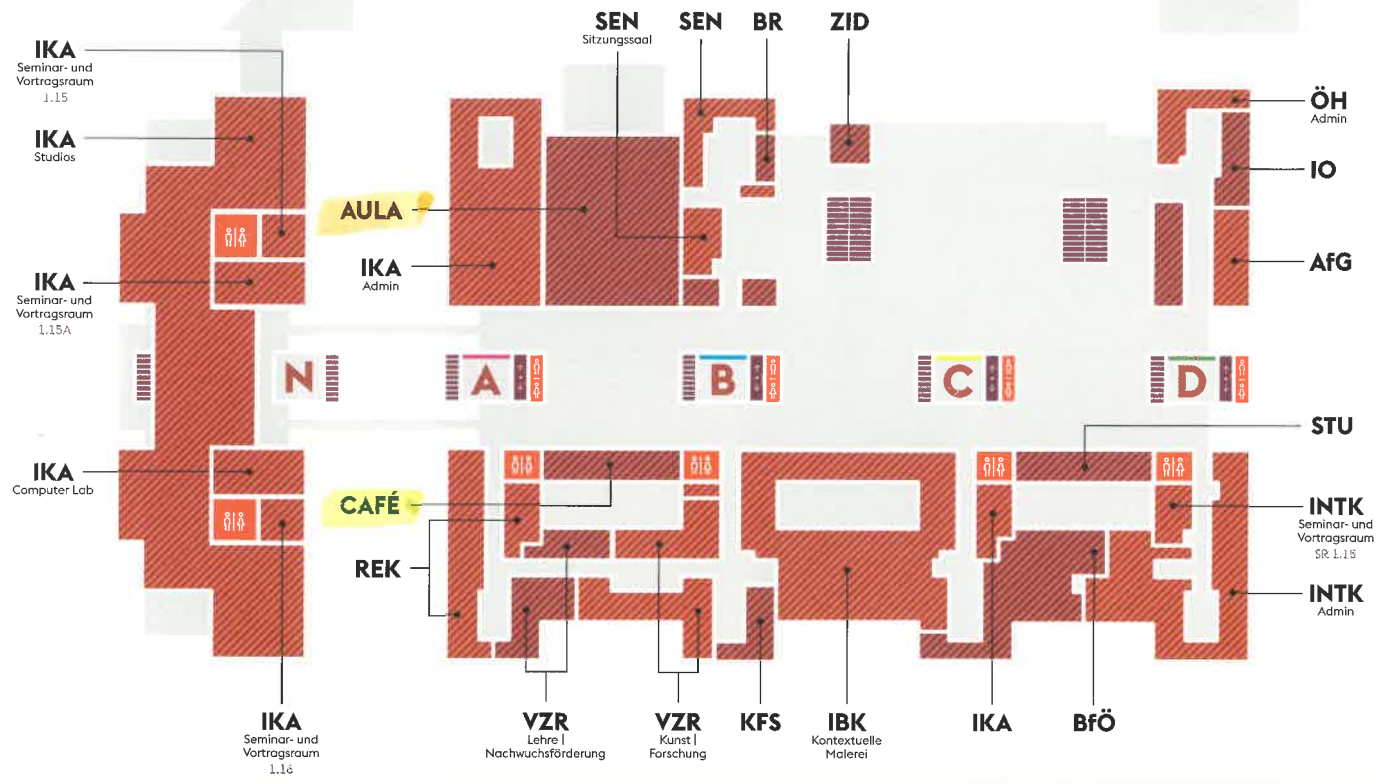 SEN
Sitzungssaal
SEN
BR
ZID
IKA
Seminar- und
Vortragsraum
1.15
IKA
Studios
ÖH
Admin
IO
AULA
IKA
Admin
AfG
IKA
Seminar- und
Vortragsraum
1.15A
N
A
B
C
D
STU
IKA
Computer Lab
CAFÉ
REK
INTK
Seminar- und
Vortragsraum
SR 1.15
INTK
Admin
IKA
Seminar- und
Vortragsraum
1.16
VZR
Lehre |
Nachwuchsförderung
VZR
Kunst |
Forschung
KFS
IBK
Kontextuelle
Malerei
IKA
BfÖ